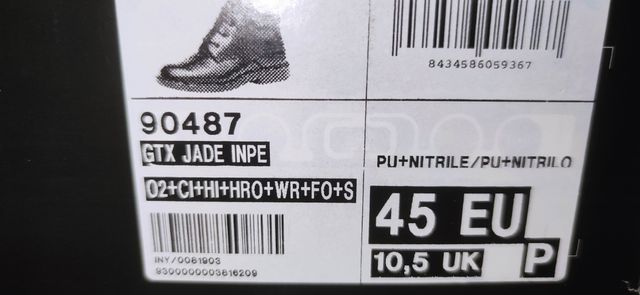 8434586059367
90487
GTX JADE INPE
O2+CI+HI+HRO+WR+FO+S
INY/0081903
9300000003816209
PU+NITRILE/PU+NITRILO
45 EU
10,5 UK
P